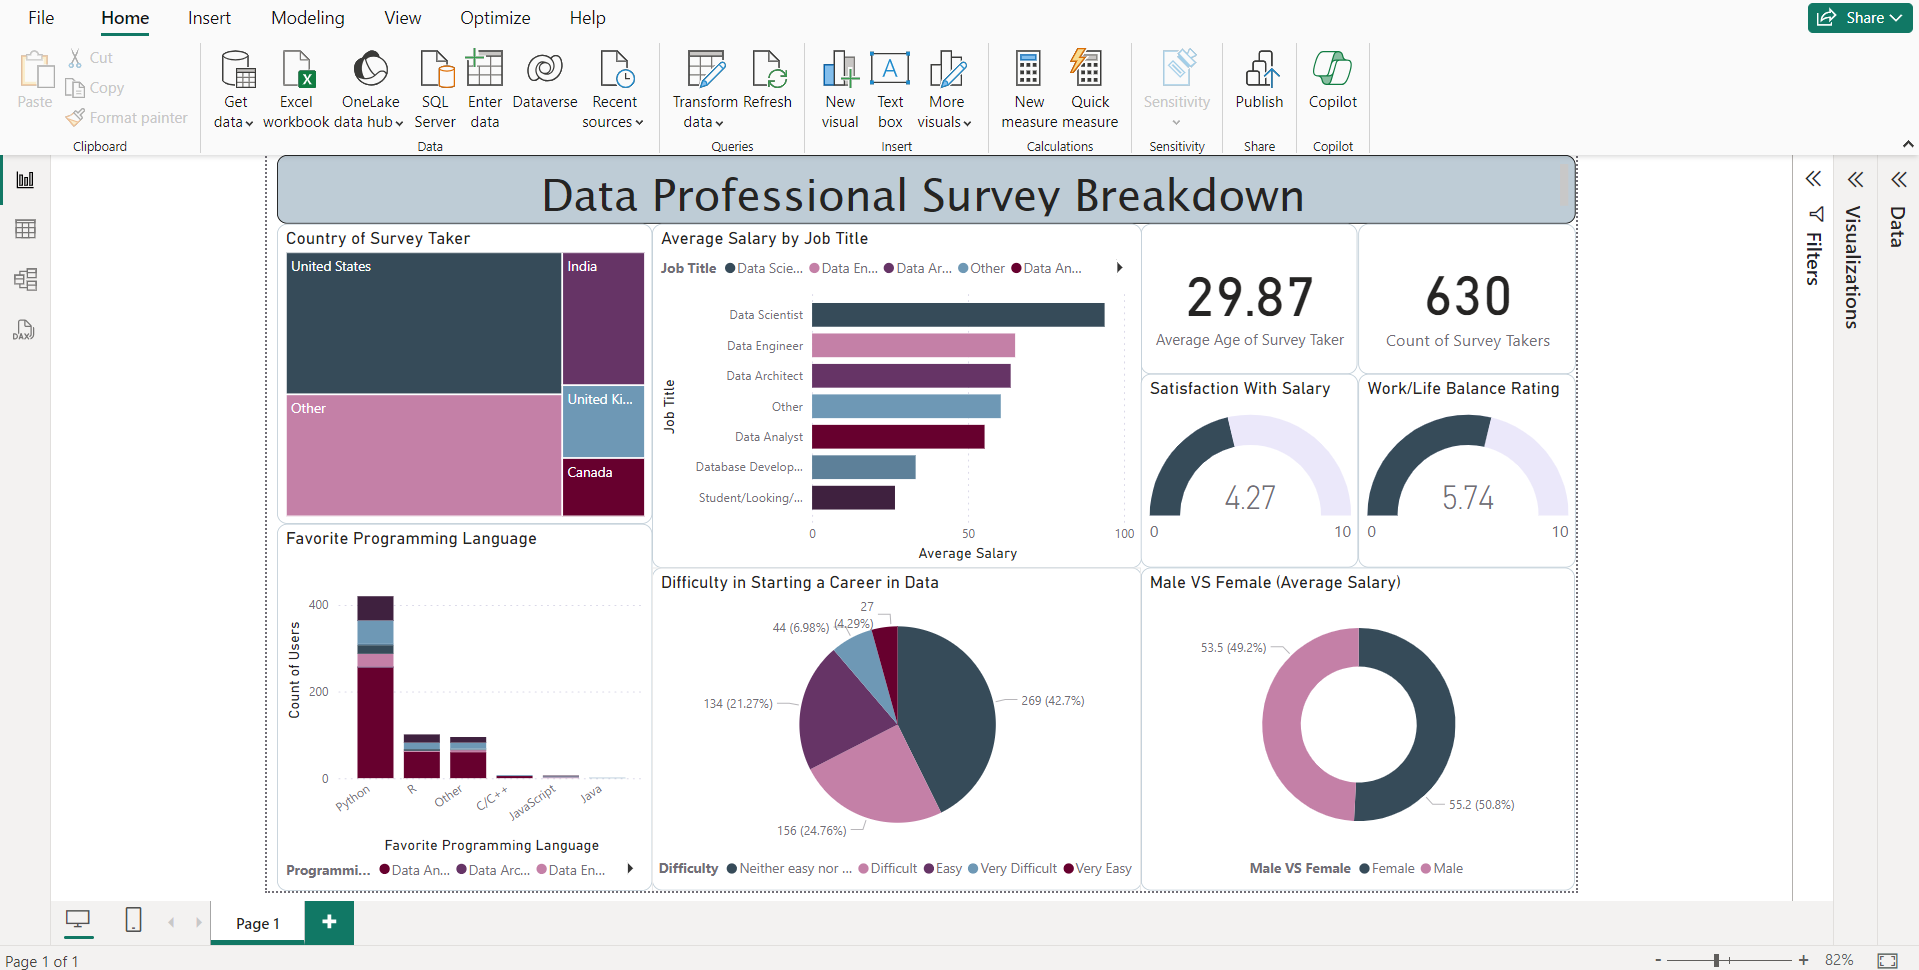 File Home Insert Modeling View Optimize Help Share
Paste
Cut
Copy
Format painter
Clipboard
Get data
Excel workbook
OneLake data hub
SQL Server
Enter data
Dataverse
Recent sources
Data
Transform data
Refresh
Queries
New visual
Text box
A
More visuals
Insert
New measure
Quick measure
Calculations
Sensitivity
Sensitivity
Publish
Share
Copilot
Copilot
DAX
Data Professional Survey Breakdown
Country of Survey Taker
United States
India
Other
United Ki...
Canada
Average Salary by Job Title
Job Title Data Scie... Data En... Data Ar... Other Data An...
Job Title
Data Scientist
Data Engineer
Data Architect
Other
Data Analyst
Database Develop...
Student/Looking/...
0 50 100
Average Salary
29.87
Average Age of Survey Taker
630
Count of Survey Takers
Satisfaction With Salary
4.27
0 10
Work/Life Balance Rating
5.74
0 10
Favorite Programming Language
Count of Users
400
200
0
Python R Other C/C++ JavaScript Java
Favorite Programming Language
Programmi... Data An... Data Arc... Data En...
Difficulty in Starting a Career in Data
27
(4.29%)
44 (6.98%)
134 (21.27%)
269 (42.7%)
156 (24.76%)
Difficulty Neither easy nor ... Difficult Easy Very Difficult Very Easy
Male VS Female (Average Salary)
53.5 (49.2%)
55.2 (50.8%)
Male VS Female Female Male
Filters
Visualizations
Data
Page 1
+
Page 1 of 1
- + 82%